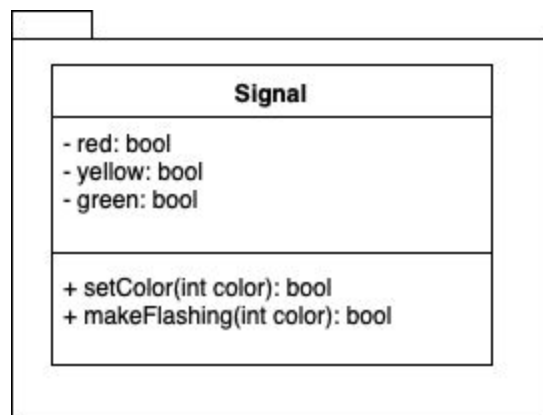 Signal
- red: bool
- yellow: bool
- green: bool
+ setColor(int color): bool
+ makeFlashing(int color): bool